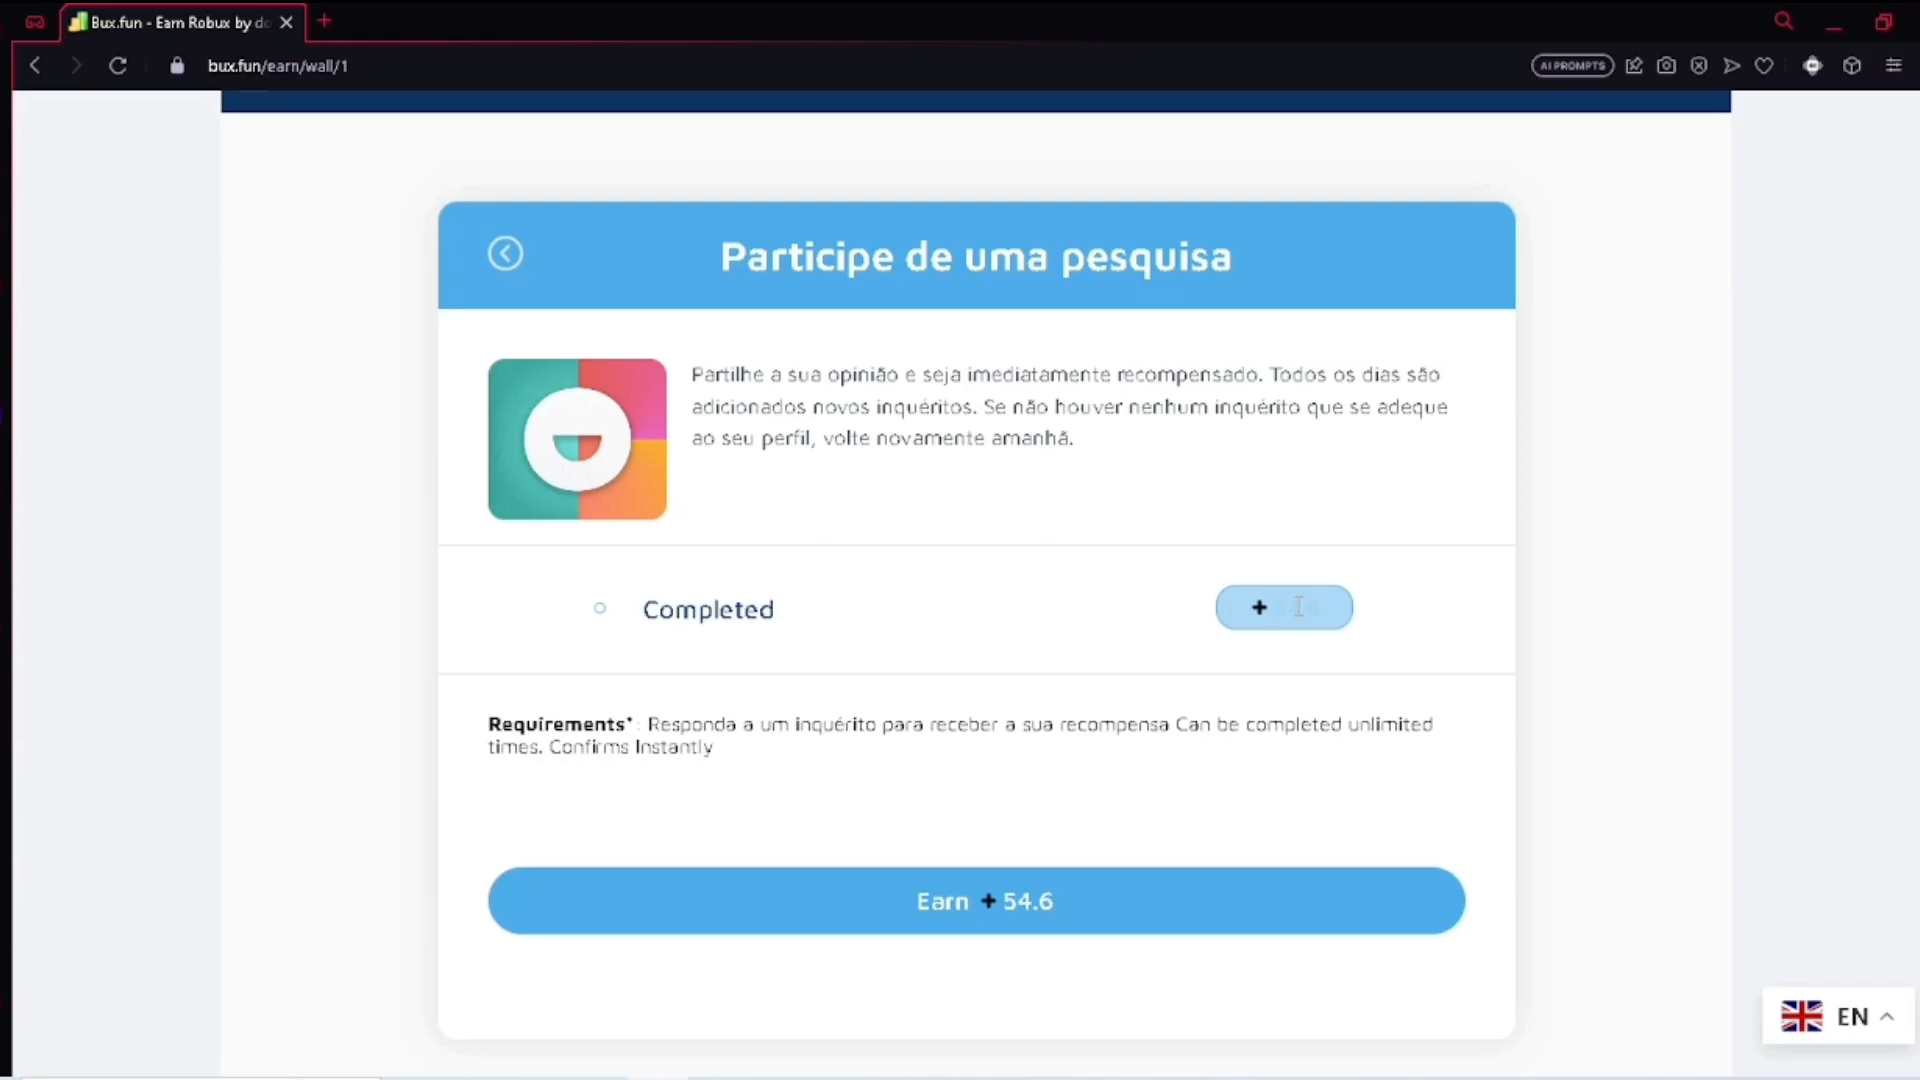 Bux.fun - Earn Robux by do
bux.fun/earn/wall/1
AI PROMPTS
Participe de uma pesquisa
Partilhe a sua opinião e seja imediatamente recompensado. Todos os dias são
adicionados novos inquéritos. Se não houver nenhum inquérito que se adeque
ao seu perfil, volte novamente amanhã.
Completed
+
Requirements* : Responda a um inquérito para receber a sua recompensa Can be completed unlimited
times. Confirms Instantly
Earn + 54.6
EN